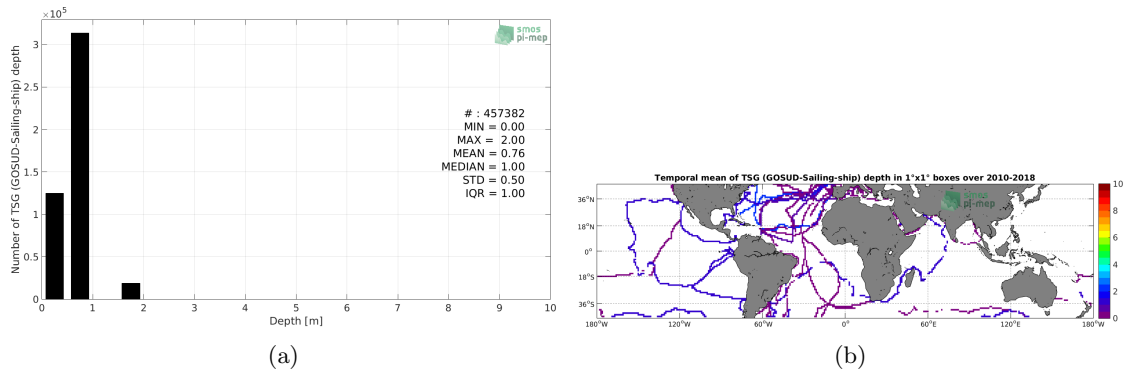 ×10⁵
3
2.5
2
1.5
1
0.5
0
Number of TSG (GOSUD-Sailing-ship) depth
smos
pi-mep
# : 457382
MIN = 0.00
MAX = 2.00
MEAN = 0.76
MEDIAN = 1.00
STD = 0.50
IQR = 1.00
0 1 2 3 4 5 6 7 8 9 10
Depth [m]
(a)
Temporal mean of TSG (GOSUD-Sailing-ship) depth in 1°x1° boxes over 2010-2018
smos
pi-mep
36°N
18°N
0°
18°S
36°S
180°W 120°W 60°W 0° 60°E 120°E 180°W
10
8
6
4
2
0
(b)